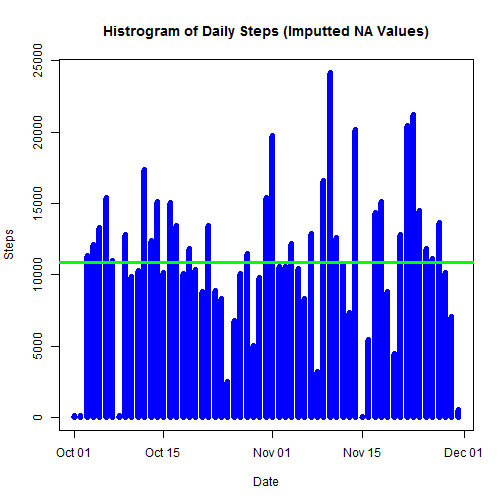 Histrogram of Daily Steps (Imputted NA Values)
25000
20000
15000
10000
5000
0
Steps
Oct 01
Oct 15
Nov 01
Nov 15
Dec 01
Date